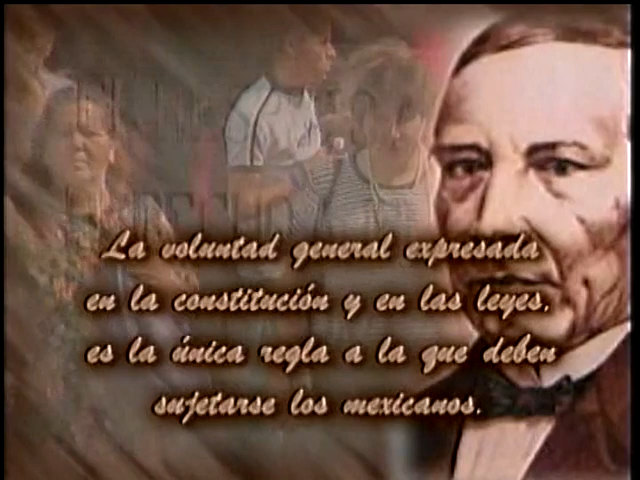 La voluntad general expresada
en la constitución y en las leyes,
es la única regla a la que deben
sujetarse los mexicanos.